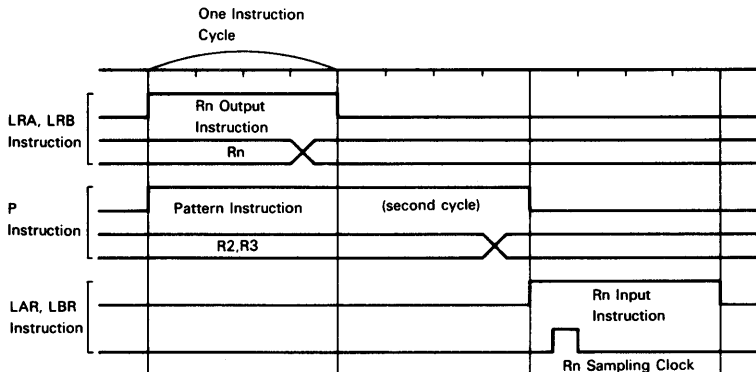 One Instruction
Cycle
LRA, LRB
Instruction
Rn Output
Instruction
Rn
P
Instruction
Pattern Instruction
(second cycle)
R2,R3
LAR, LBR
Instruction
Rn Input
Instruction
Rn Sampling Clock